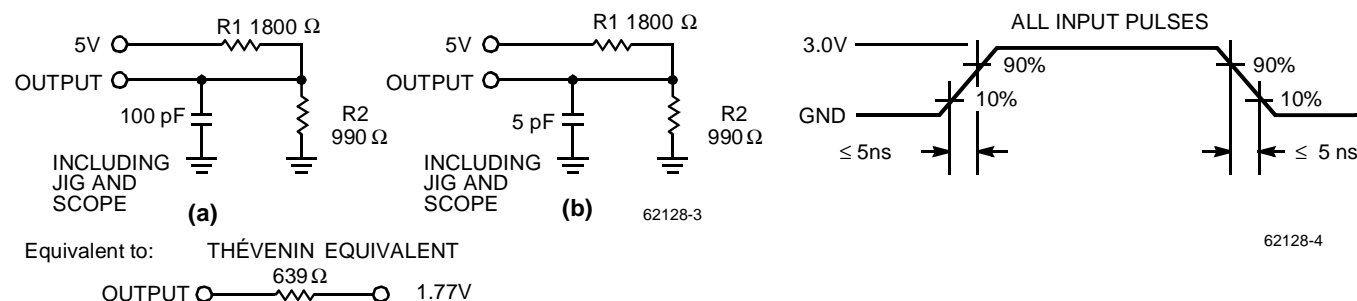 R1 1800 Ω
5V
OUTPUT
100 pF
R2
990 Ω
INCLUDING
JIG AND
SCOPE
(a)
R1 1800 Ω
5V
OUTPUT
5 pF
R2
990 Ω
INCLUDING
JIG AND
SCOPE
(b)
62128-3
ALL INPUT PULSES
3.0V
90%
10%
GND
≤ 5ns
90%
10%
≤ 5 ns
62128-4
Equivalent to: THÉVENIN EQUIVALENT
639 Ω
OUTPUT 1.77V